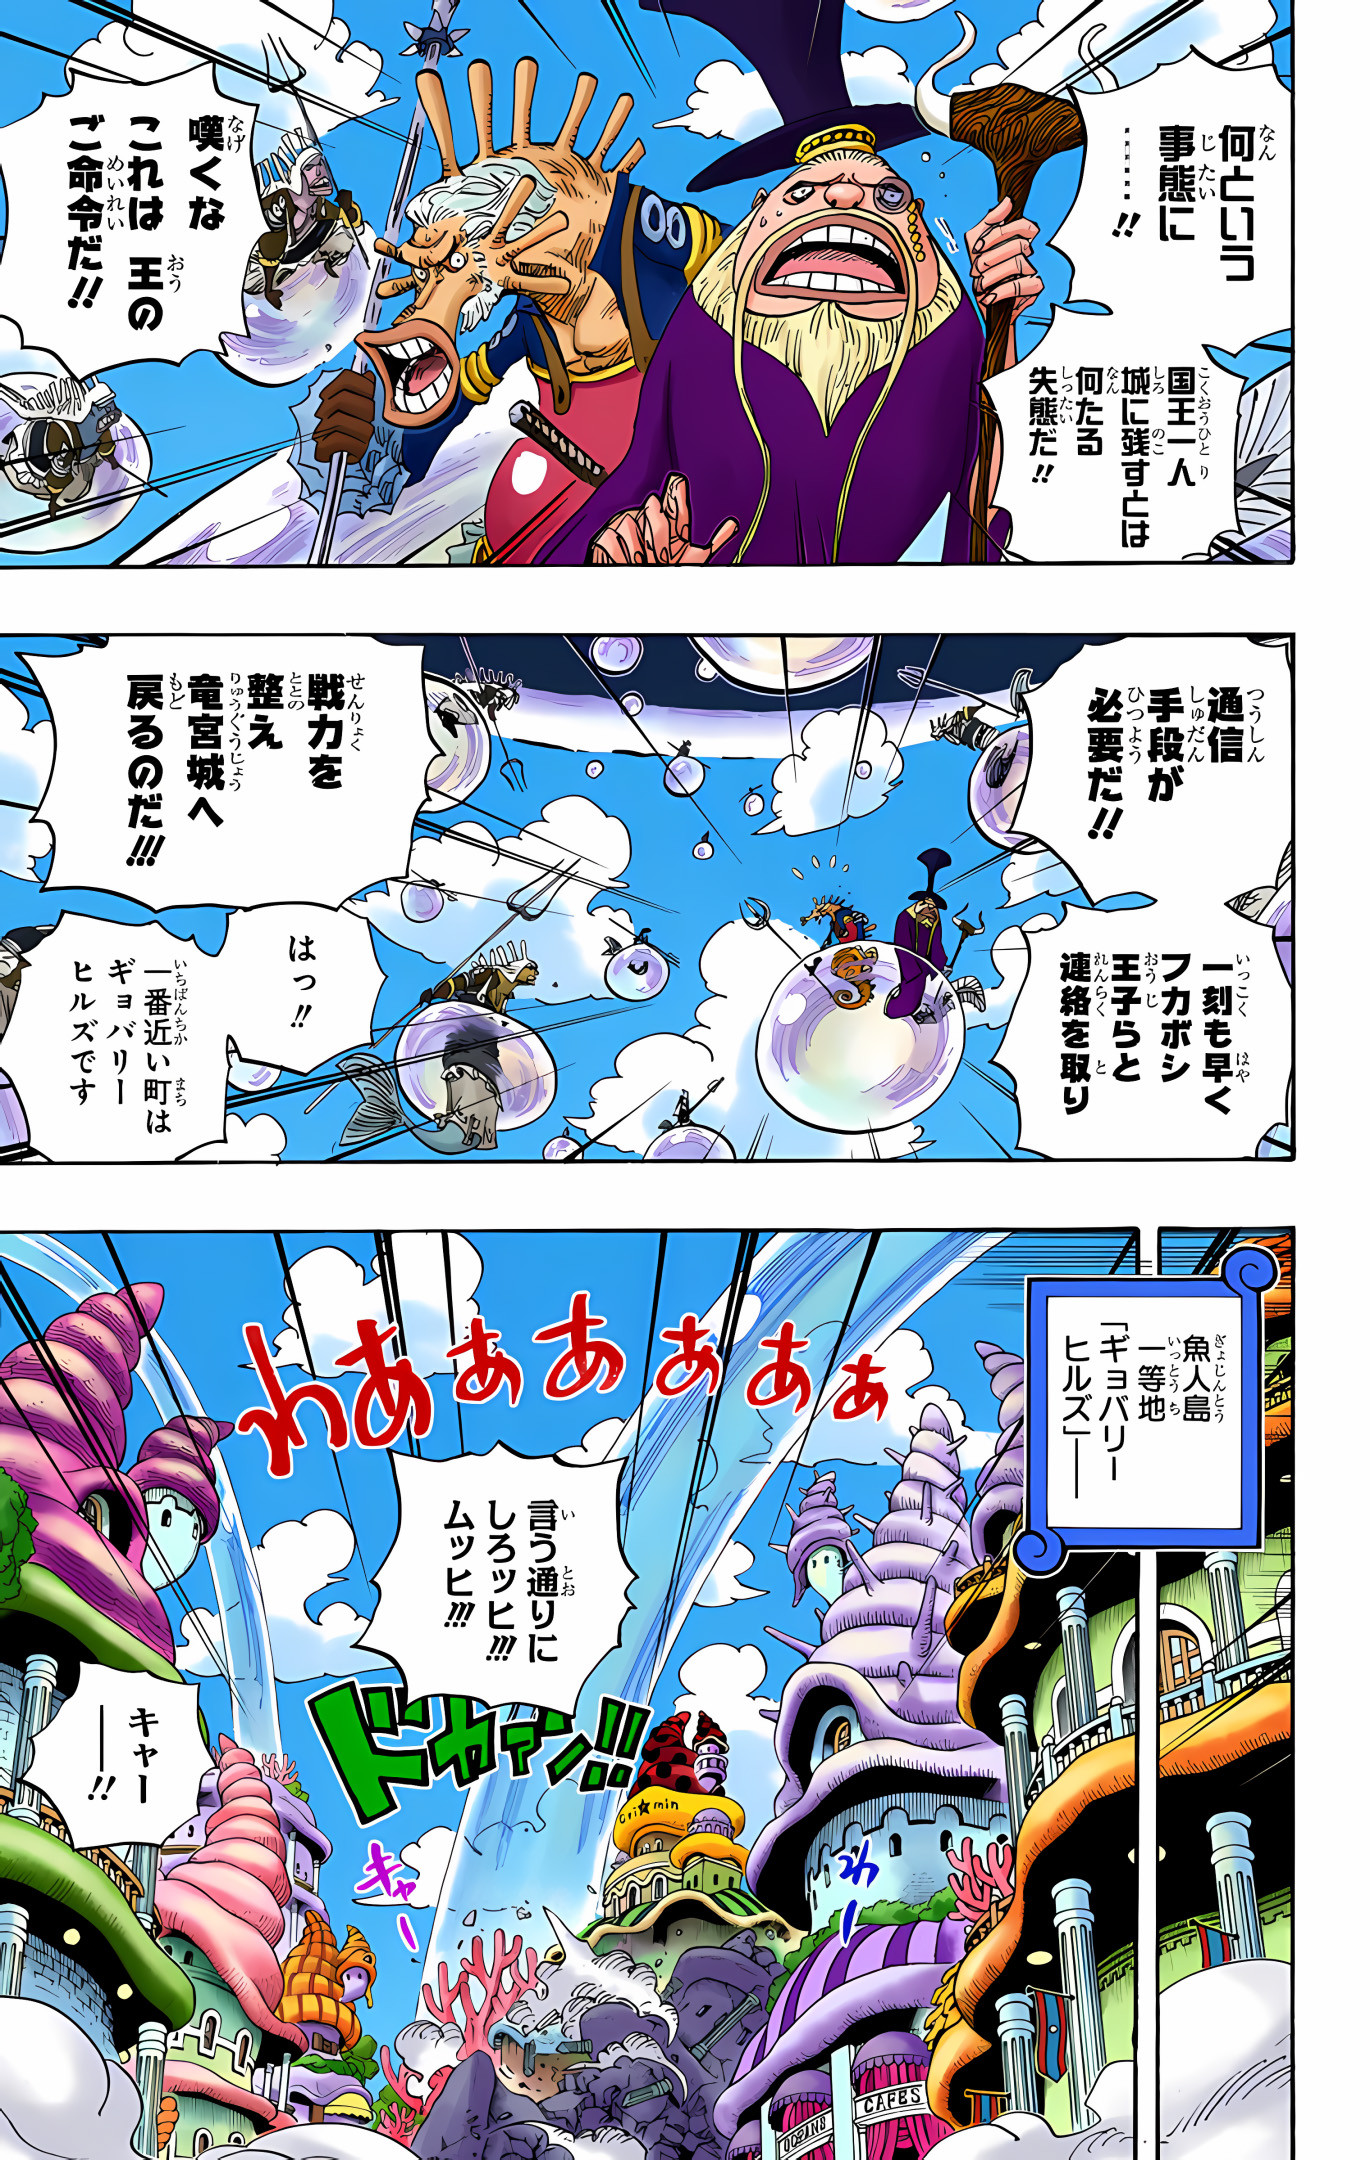 何という
事態に
………!!
国王一人
城に残すとは
何たる
失態だ!!
嘆くな
これは王の
ご命令だ!!
通信
手段が
必要だ!!
一刻も早く
フカボシ
王子らと
連絡を取り
戦力を
整え
竜宮城へ
戻るのだ!!!
はっ!!
一番近い町は
ギョバリー
ヒルズです
魚人島
一等地
「ギョバリー
ヒルズ」──
わあぁぁあぁぁぁ
言う通りに
しろッヒ!!!
ムッヒ!!!
ドカァン!!
キャー
──!!
キャー
わー
Cri★min
CAFES